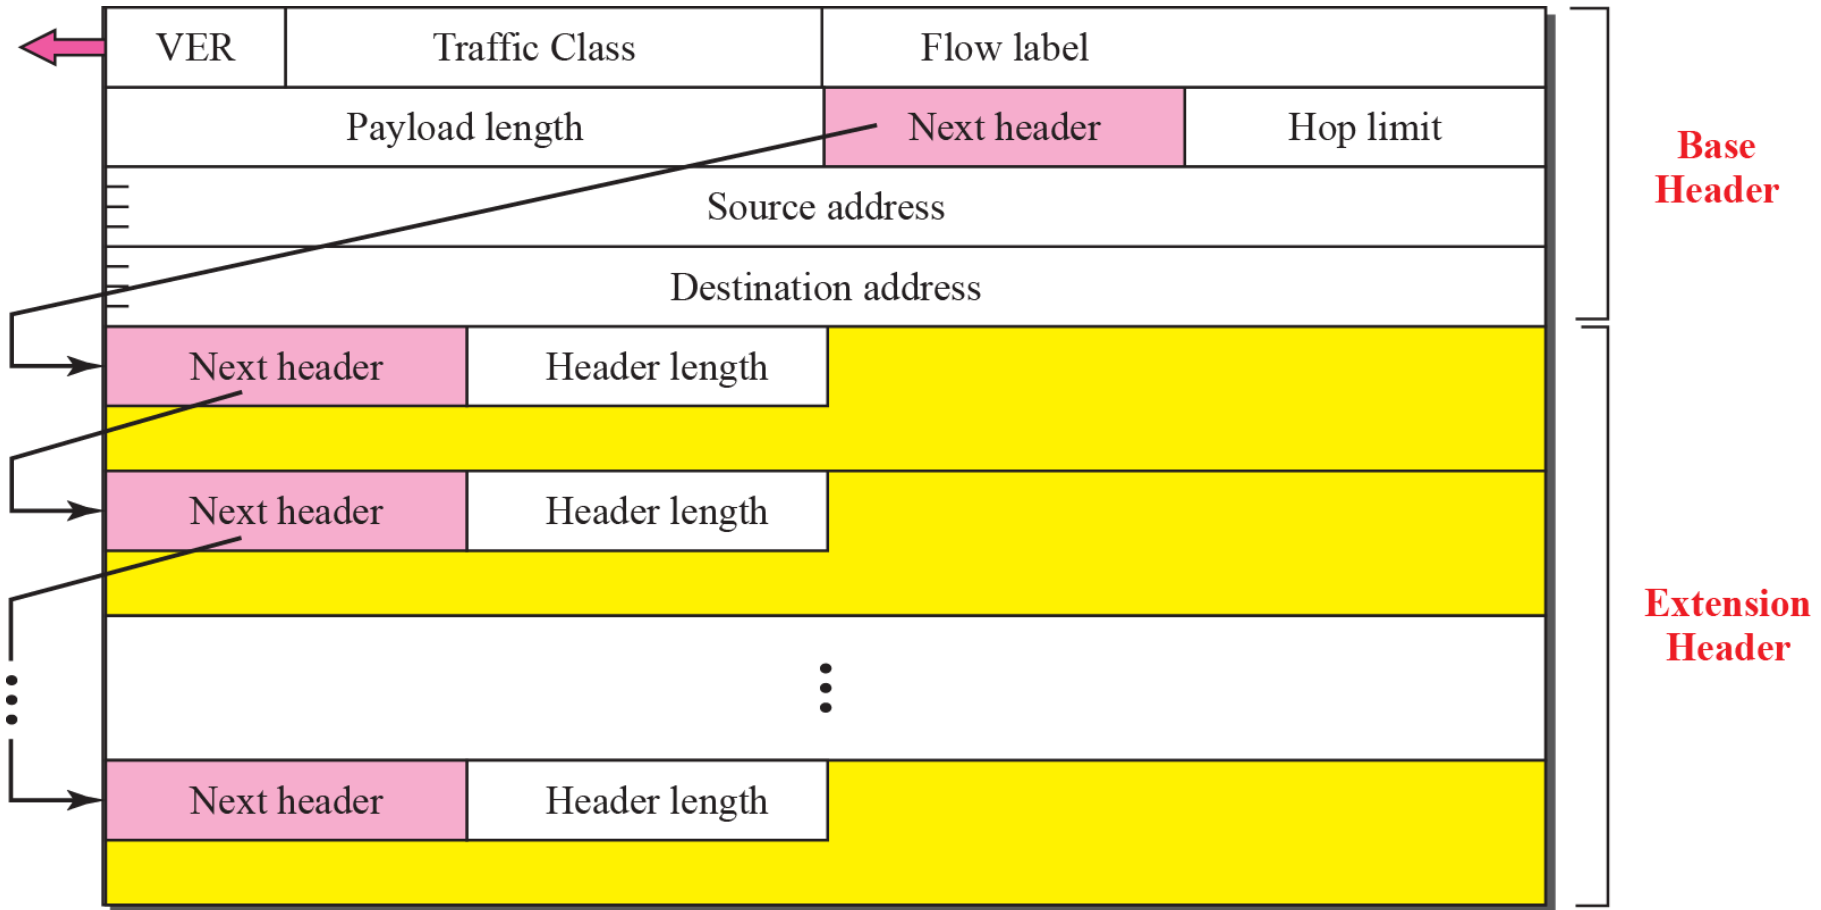 VER Traffic Class Flow label
Payload length Next header Hop limit
Source address
Destination address
Base
Header
Next header Header length
Next header Header length
Extension
Header
Next header Header length